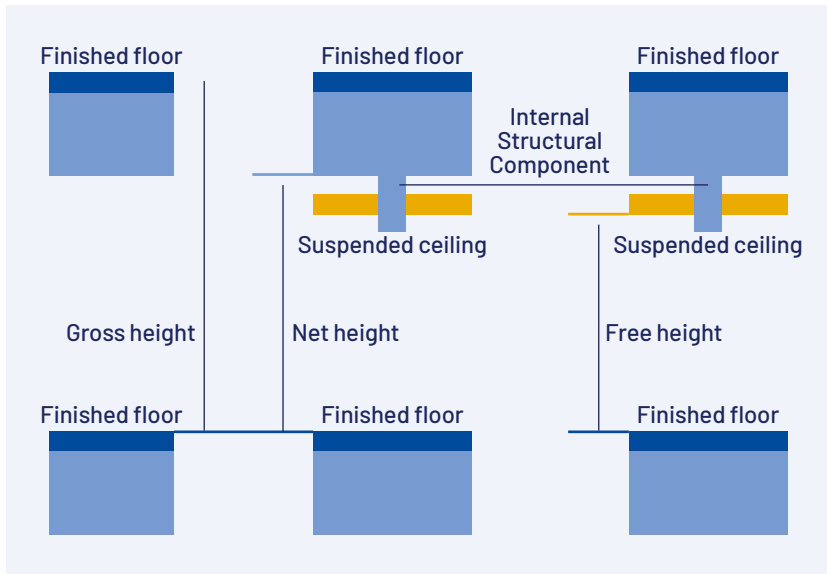 Finished floor
Finished floor
Finished floor
Internal
Structural
Component
Suspended ceiling
Suspended ceiling
Gross height
Net height
Free height
Finished floor
Finished floor
Finished floor